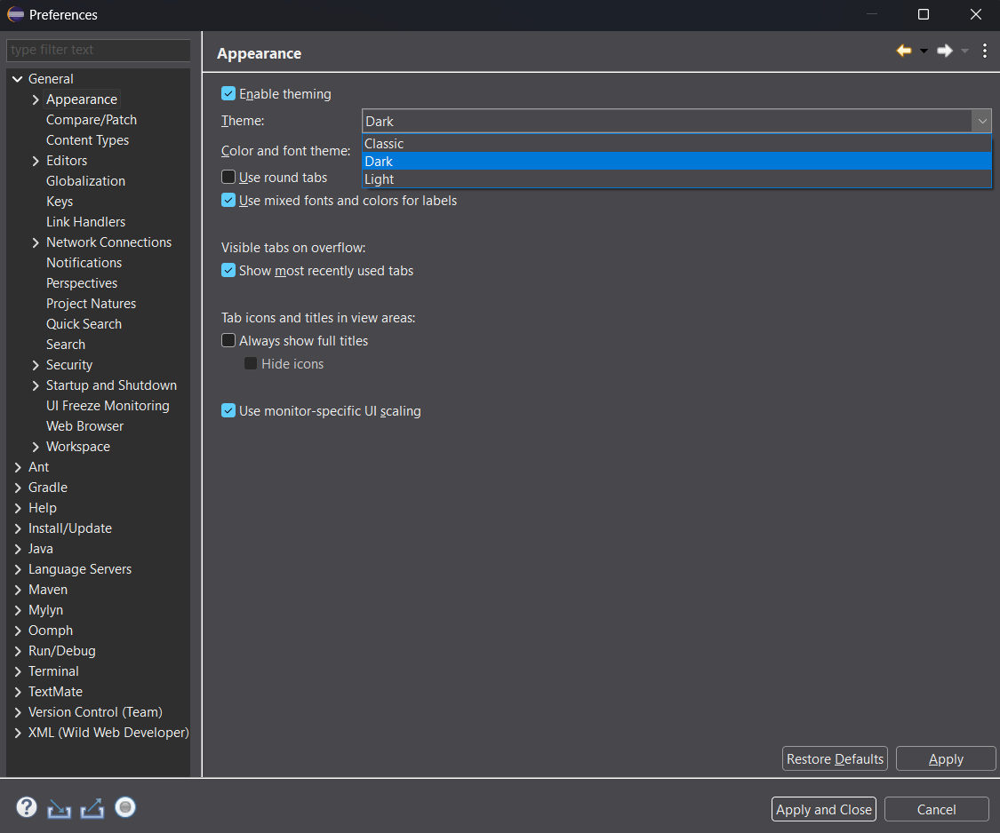 Preferences
type filter text
General
Appearance
Compare/Patch
Content Types
Editors
Globalization
Keys
Link Handlers
Network Connections
Notifications
Perspectives
Project Natures
Quick Search
Search
Security
Startup and Shutdown
UI Freeze Monitoring
Web Browser
Workspace
Ant
Gradle
Help
Install/Update
Java
Language Servers
Maven
Mylyn
Oomph
Run/Debug
Terminal
TextMate
Version Control (Team)
XML (Wild Web Developer)
Appearance
Enable theming
Theme: Dark
Classic
Color and font theme:
Dark
Use round tabs
Light
Use mixed fonts and colors for labels
Visible tabs on overflow:
Show most recently used tabs
Tab icons and titles in view areas:
Always show full titles
Hide icons
Use monitor-specific UI scaling
Restore Defaults Apply
? Apply and Close Cancel